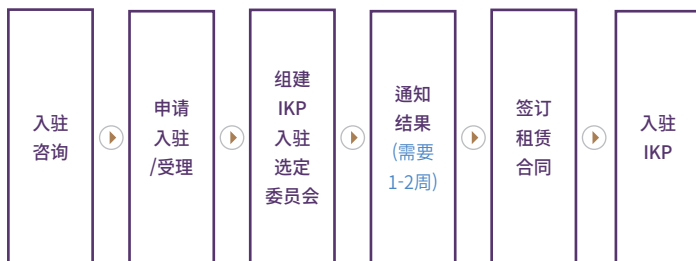 入驻
咨询
申请
入驻
/受理
组建
IKP
入驻
选定
委员会
通知
结果
(需要
1-2周)
签订
租赁
合同
入驻
IKP